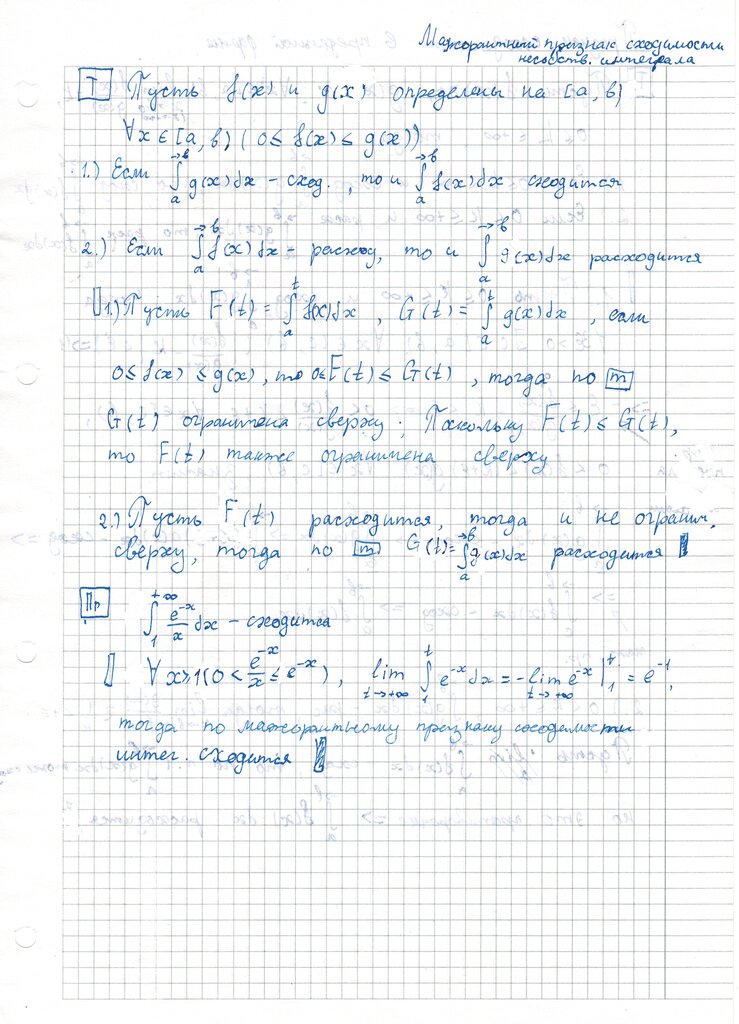 Мажорантный признак сходимости
несобств. интеграла
[Т] Пусть f(x) и g(x) определены на [a, b)
∀x ∈ [a, b) (0 ≤ f(x) ≤ g(x))
1.) Если ∫_a^{→b} g(x)dx – сход., то и ∫_a^{→b} f(x)dx сходится
2.) Если ∫_a^{→b} f(x)dx – расход, то и ∫_a^{→b} g(x)dx расходится
▯ 1.) Пусть F(t) = ∫_a^t f(x)dx, G(t) = ∫_a^t g(x)dx, если
0 ≤ f(x) ≤ g(x), то 0 ≤ F(t) ≤ G(t), тогда по [т]
G(t) ограничена сверху. Поскольку F(t) ≤ G(t),
то F(t) также ограничена сверху
2.) Пусть F(t) расходится, тогда и не огранич.
сверху, тогда по [т] G(t) = ∫_a^{→b} g(x)dx расходится ▮
[Пр] ∫_1^{+∞} e^{-x}/x dx – сходится
▯ ∀x ≥ 1 (0 < e^{-x}/x ≤ e^{-x}), lim_{t→+∞} ∫_1^t e^{-x}dx = -lim_{t→+∞} e^{-x}|_1^t = e^{-1},
тогда по мажорантному признаку сходимости
интег. сходится ▮